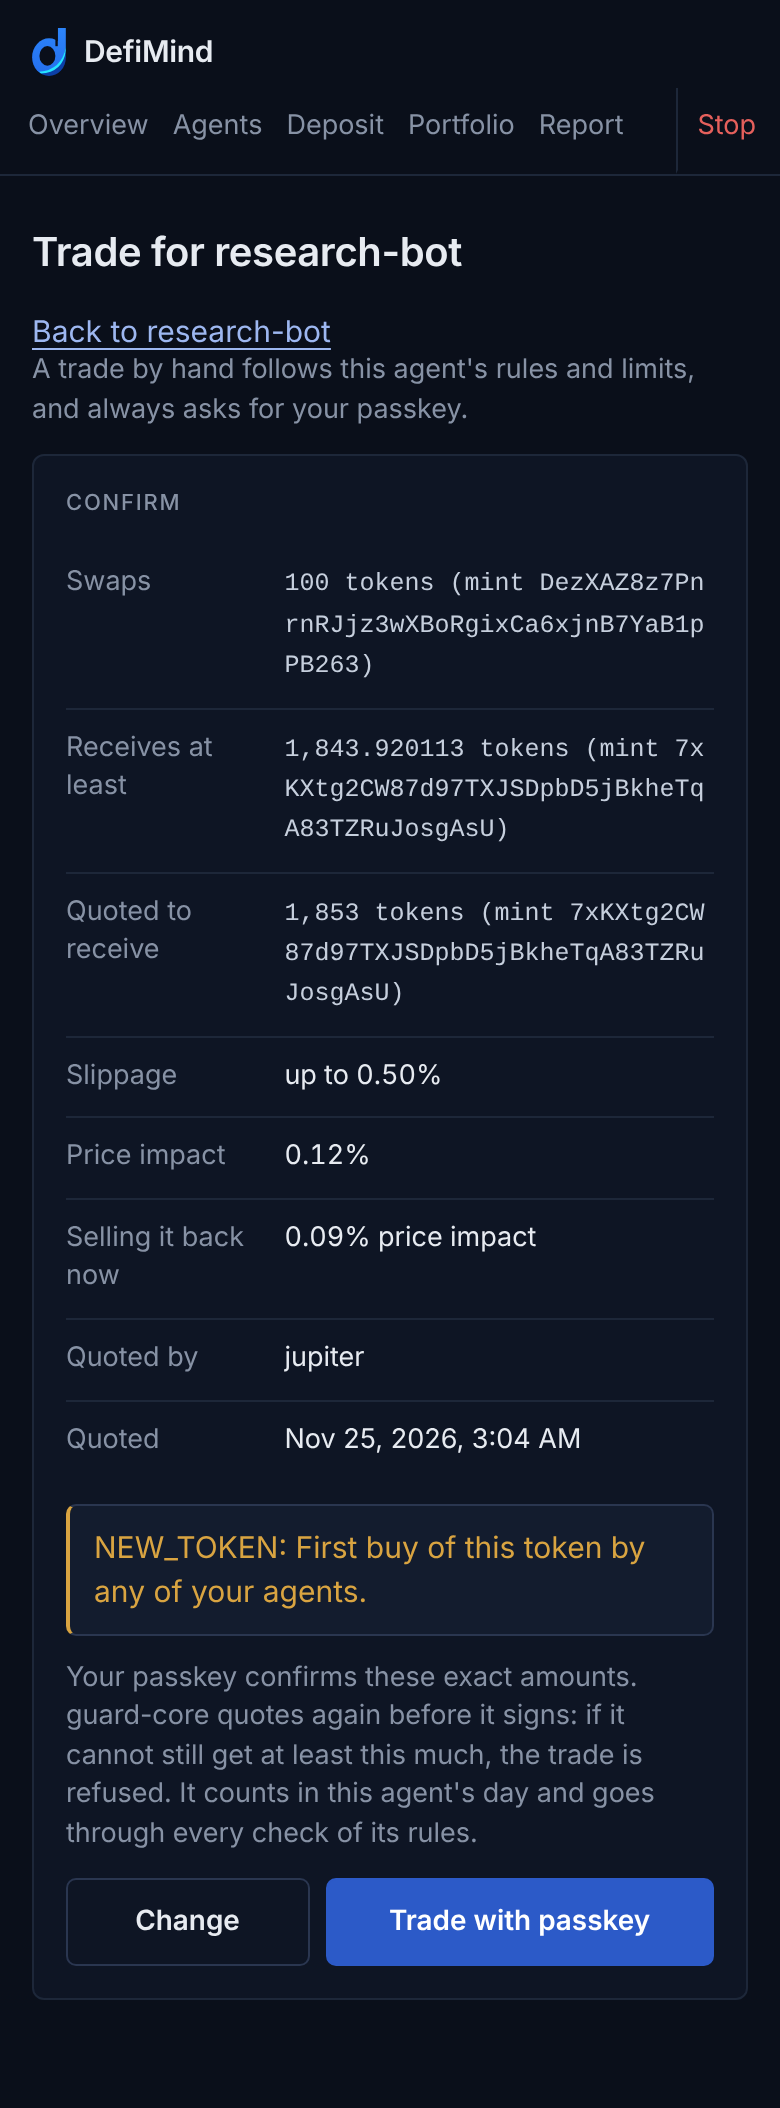 DefiMind
Overview Agents Deposit Portfolio Report Stop
Trade for research-bot
Back to research-bot
A trade by hand follows this agent's rules and limits,
and always asks for your passkey.
CONFIRM
Swaps 100 tokens (mint DezXAZ8z7Pn
rnRJjz3wXBoRgixCa6xjnB7YaB1p
PB263)
Receives at 1,843.920113 tokens (mint 7x
least KXtg2CW87d97TXJSDpbD5jBkheTq
A83TZRuJosgAsU)
Quoted to 1,853 tokens (mint 7xKXtg2CW
receive 87d97TXJSDpbD5jBkheTqA83TZRu
JosgAsU)
Slippage up to 0.50%
Price impact 0.12%
Selling it back 0.09% price impact
now
Quoted by jupiter
Quoted Nov 25, 2026, 3:04 AM
NEW_TOKEN: First buy of this token by
any of your agents.
Your passkey confirms these exact amounts.
guard-core quotes again before it signs: if it
cannot still get at least this much, the trade is
refused. It counts in this agent's day and goes
through every check of its rules.
Change Trade with passkey